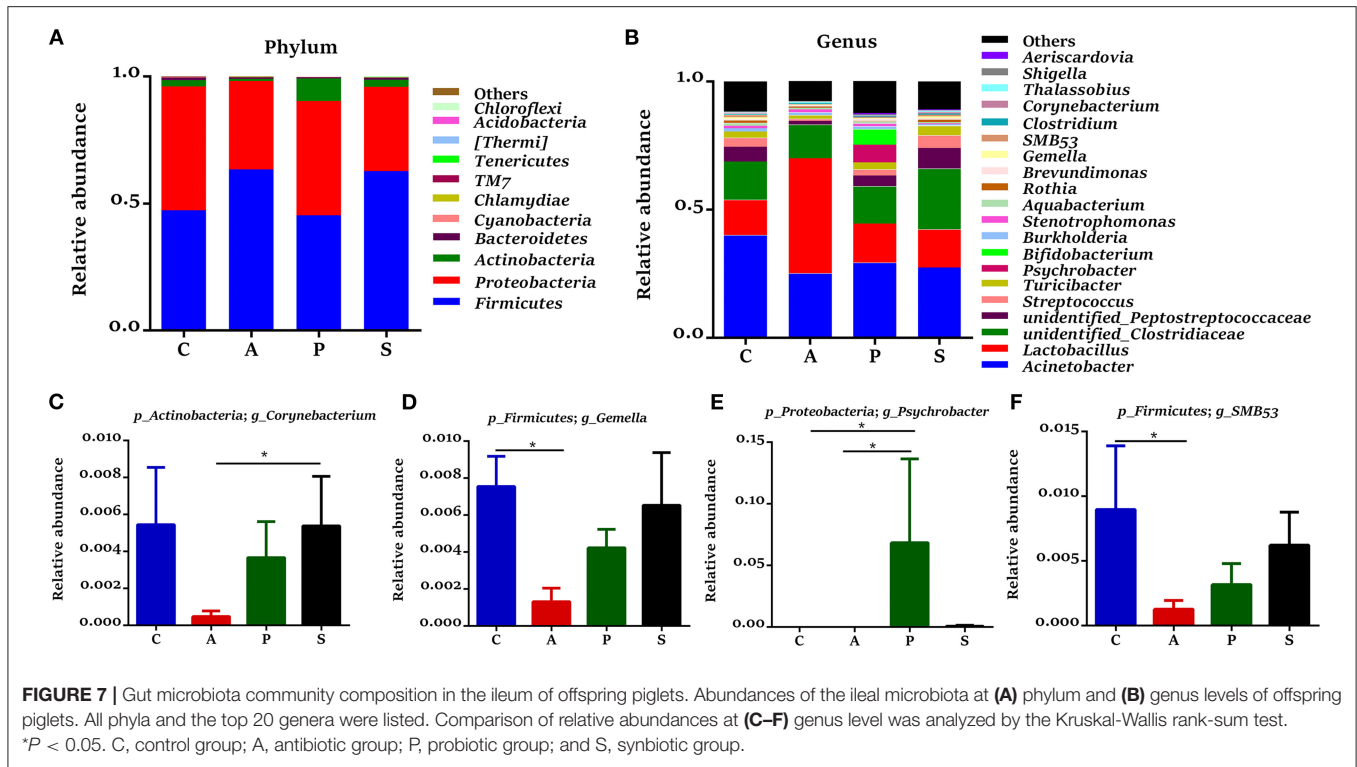 A
Phylum
Relative abundance
1.0
0.5
0.0
C A P S
Others
Chloroflexi
Acidobacteria
[Thermi]
Tenericutes
TM7
Chlamydiae
Cyanobacteria
Bacteroidetes
Actinobacteria
Proteobacteria
Firmicutes
B
Genus
Relative abundance
1.0
0.5
0.0
C A P S
Others
Aeriscardovia
Shigella
Thalassobius
Corynebacterium
Clostridium
SMB53
Gemella
Brevundimonas
Rothia
Aquabacterium
Stenotrophomonas
Burkholderia
Bifidobacterium
Psychrobacter
Turicibacter
Streptococcus
unidentified_Peptostreptococcaceae
unidentified_Clostridiaceae
Lactobacillus
Acinetobacter
C
p_Actinobacteria; g_Corynebacterium
Relative abundance
0.010
0.008
0.006
0.004
0.002
0.000
*
C A P S
D
p_Firmicutes; g_Gemella
Relative abundance
0.010
0.008
0.006
0.004
0.002
0.000
*
C A P S
E
p_Proteobacteria; g_Psychrobacter
Relative abundance
0.15
0.10
0.05
0.00
*
*
C A P S
F
p_Firmicutes; g_SMB53
Relative abundance
0.015
0.010
0.005
0.000
*
C A P S
FIGURE 7 | Gut microbiota community composition in the ileum of offspring piglets. Abundances of the ileal microbiota at (A) phylum and (B) genus levels of offspring
piglets. All phyla and the top 20 genera were listed. Comparison of relative abundances at (C–F) genus level was analyzed by the Kruskal-Wallis rank-sum test.
*P < 0.05. C, control group; A, antibiotic group; P, probiotic group; and S, synbiotic group.